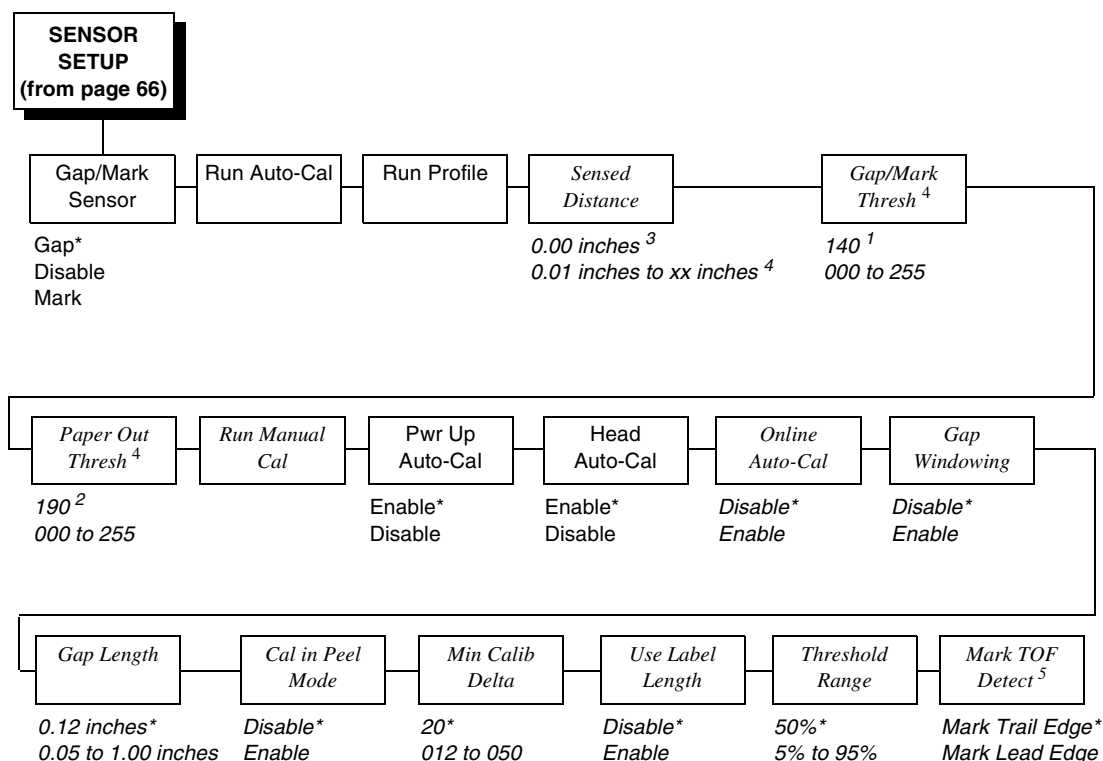 SENSOR
SETUP
(from page 66)
Gap/Mark
Sensor
Run Auto-Cal
Run Profile
Sensed
Distance
Gap/Mark
Thresh 4
Gap*
Disable
Mark
0.00 inches 3
0.01 inches to xx inches 4
140 1
000 to 255
Paper Out
Thresh 4
Run Manual
Cal
Pwr Up
Auto-Cal
Head
Auto-Cal
Online
Auto-Cal
Gap
Windowing
190 2
000 to 255
Enable*
Disable
Enable*
Disable
Disable*
Enable
Disable*
Enable
Gap Length
Cal in Peel
Mode
Min Calib
Delta
Use Label
Length
Threshold
Range
Mark TOF
Detect 5
0.12 inches*
0.05 to 1.00 inches
Disable*
Enable
20*
012 to 050
Disable*
Enable
50%*
5% to 95%
Mark Trail Edge*
Mark Lead Edge